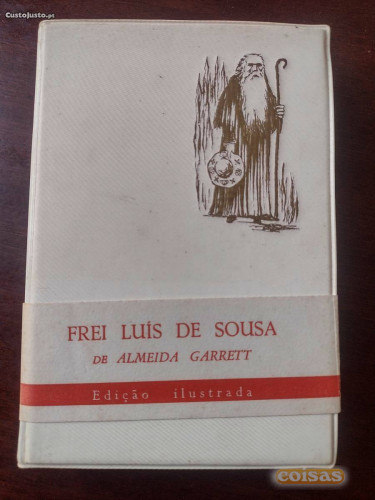 CustoJusto.pt
FREI LUÍS DE SOUSA
DE ALMEIDA GARRETT
Edição ilustrada
coisas